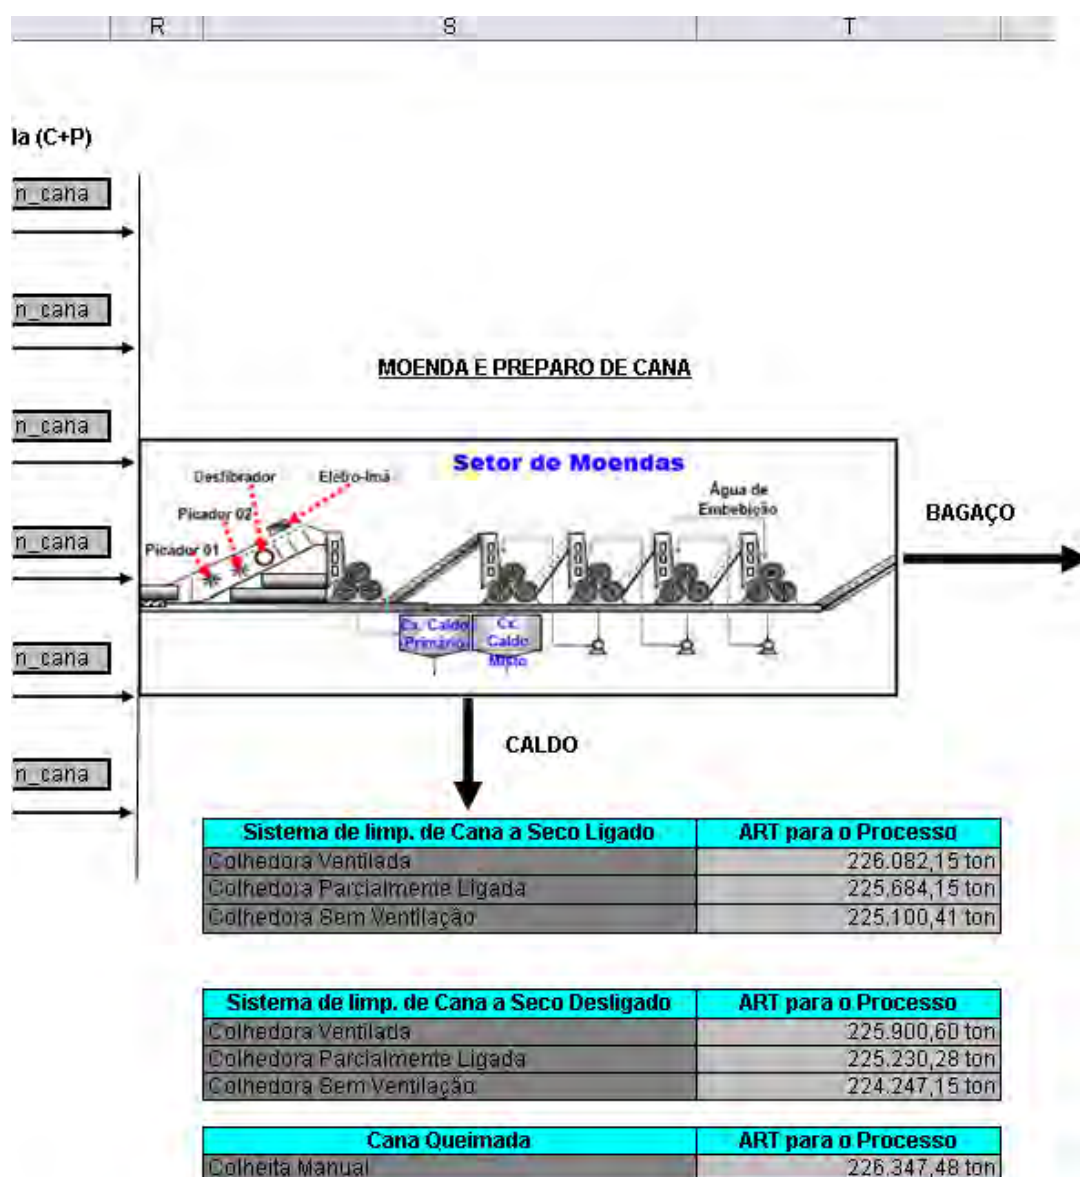 R S T
la (C+P)
n_cana
n_cana
n_cana
n_cana
n_cana
n_cana
MOENDA E PREPARO DE CANA
Setor de Moendas
Desfibrador Eletro-Imã
Picador 02
Picador 01
Água de
Embebição
Cx. Caldo
Primário
Cx.
Caldo
Misto
BAGAÇO
CALDO
Sistema de limp. de Cana a Seco Ligado ART para o Processo
Colhedora Ventilada 226.082,15 ton
Colhedora Parcialmente Ligada 225.684,15 ton
Colhedora Sem Ventilação 225.100,41 ton
Sistema de limp. de Cana a Seco Desligado ART para o Processo
Colhedora Ventilada 225.900,60 ton
Colhedora Parcialmente Ligada 225.230,28 ton
Colhedora Sem Ventilação 224.247,15 ton
Cana Queimada ART para o Processo
Colheita Manual 226.347,48 ton